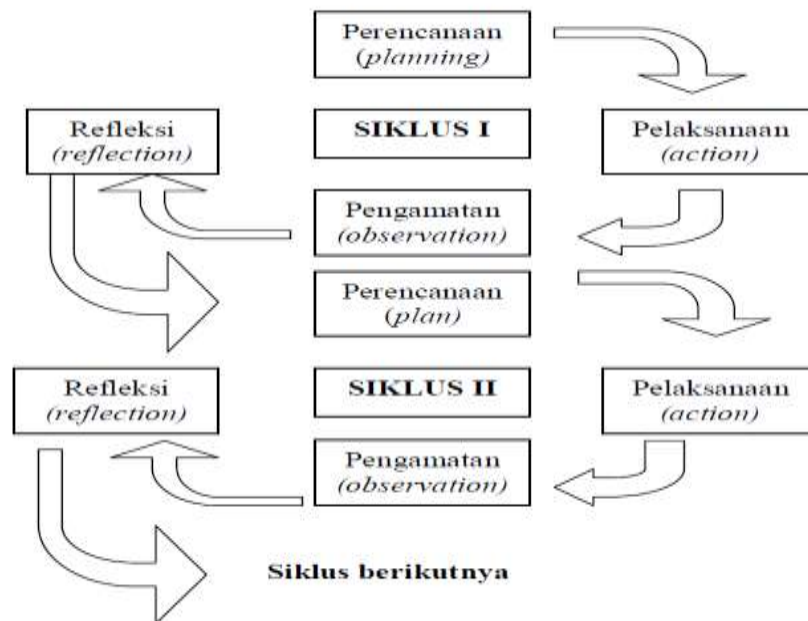 Perencanaan
(planning)
Refleksi
(reflection)
SIKLUS I
Pelaksanaan
(action)
Pengamatan
(observation)
Perencanaan
(plan)
Refleksi
(reflection)
SIKLUS II
Pelaksanaan
(action)
Pengamatan
(observation)
Siklus berikutnya